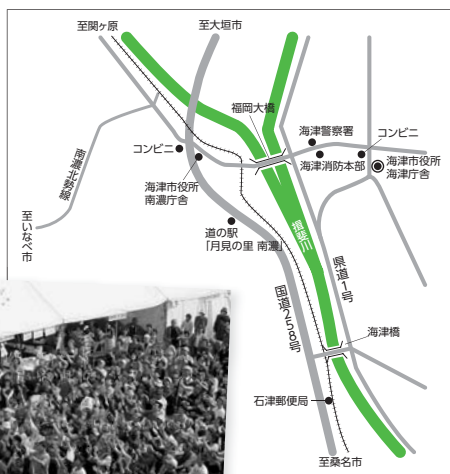 至関ヶ原
至大垣市
福岡大橋
海津警察署
コンビニ
コンビニ
海津消防本部
海津市役所
海津庁舎
海津市役所
南濃庁舎
南濃北勢線
至いなべ市
道の駅
「月見の里 南濃」
揖斐川
県道1号
国道258号
海津橋
石津郵便局
至桑名市